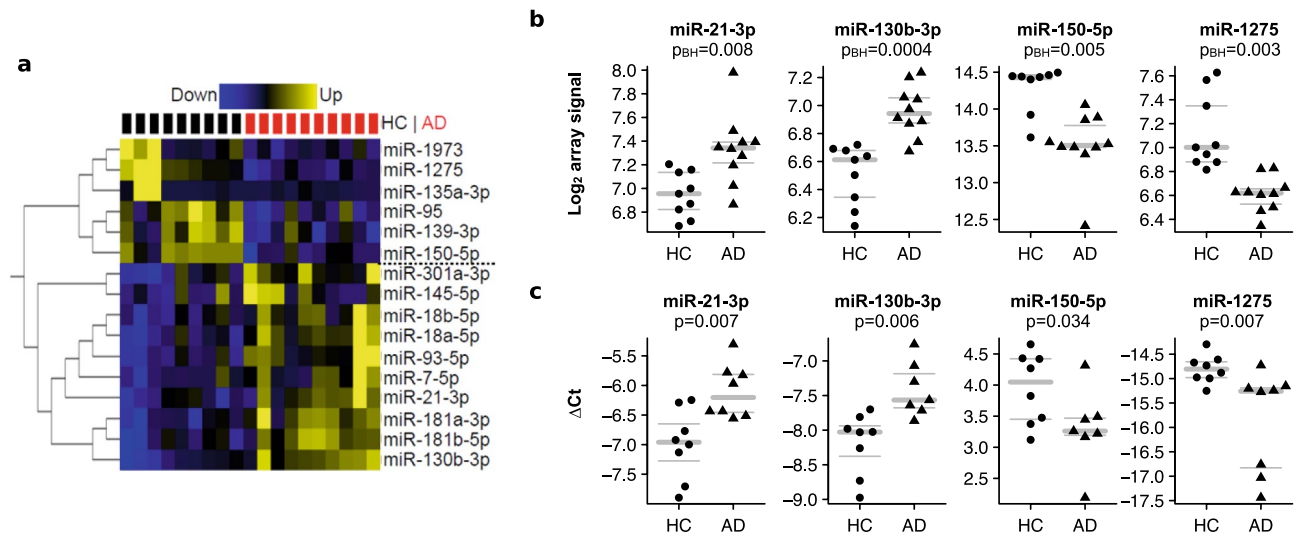 a
Down Up
HC | AD
miR-1973
miR-1275
miR-135a-3p
miR-95
miR-139-3p
miR-150-5p
miR-301a-3p
miR-145-5p
miR-18b-5p
miR-18a-5p
miR-93-5p
miR-7-5p
miR-21-3p
miR-181a-3p
miR-181b-5p
miR-130b-3p
b
Log₂ array signal
miR-21-3p
pBH=0.008
8.0
7.8
7.6
7.4
7.2
7.0
6.8
HC AD
miR-130b-3p
pBH=0.0004
7.2
7.0
6.8
6.6
6.4
6.2
HC AD
miR-150-5p
pBH=0.005
14.5
14.0
13.5
13.0
12.5
HC AD
miR-1275
pBH=0.003
7.6
7.4
7.2
7.0
6.8
6.6
6.4
HC AD
c
ΔCt
miR-21-3p
p=0.007
−5.5
−6.0
−6.5
−7.0
−7.5
HC AD
miR-130b-3p
p=0.006
−7.0
−7.5
−8.0
−8.5
−9.0
HC AD
miR-150-5p
p=0.034
4.5
4.0
3.5
3.0
2.5
HC AD
miR-1275
p=0.007
−14.5
−15.0
−15.5
−16.0
−16.5
−17.0
−17.5
HC AD